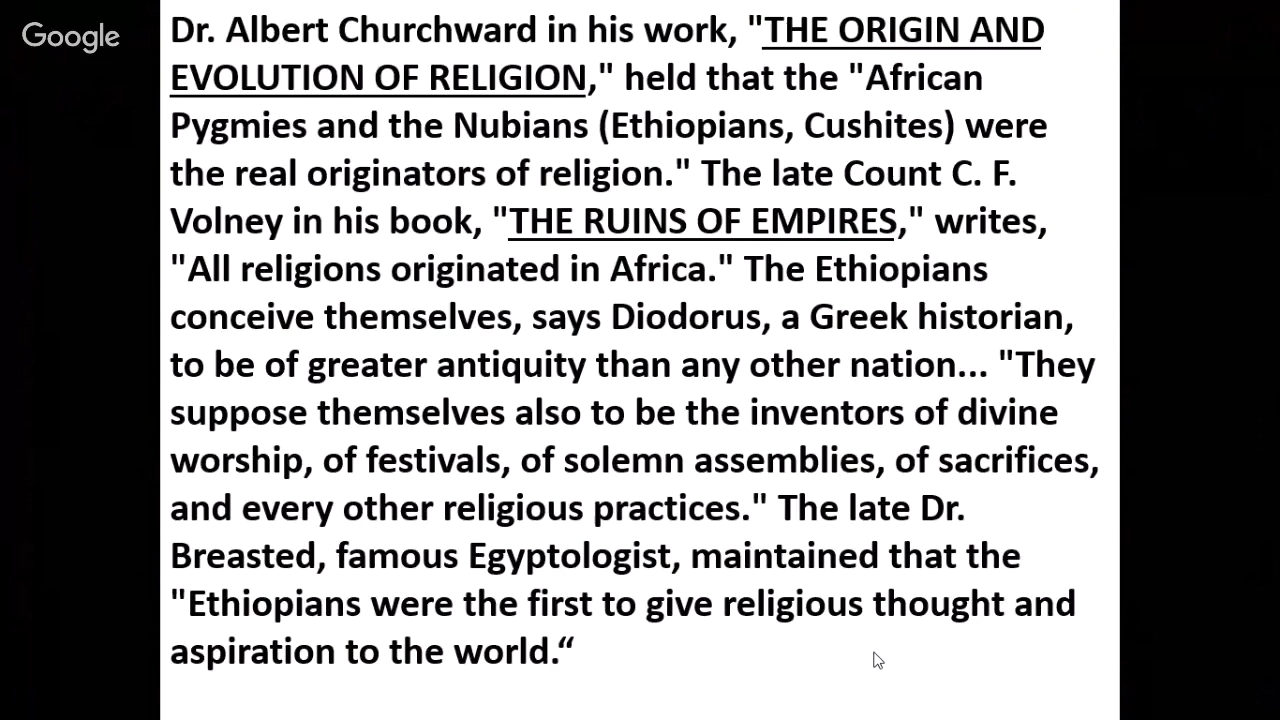 Google
Dr. Albert Churchward in his work, "THE ORIGIN AND
EVOLUTION OF RELIGION," held that the "African
Pygmies and the Nubians (Ethiopians, Cushites) were
the real originators of religion." The late Count C. F.
Volney in his book, "THE RUINS OF EMPIRES," writes,
"All religions originated in Africa." The Ethiopians
conceive themselves, says Diodorus, a Greek historian,
to be of greater antiquity than any other nation... "They
suppose themselves also to be the inventors of divine
worship, of festivals, of solemn assemblies, of sacrifices,
and every other religious practices." The late Dr.
Breasted, famous Egyptologist, maintained that the
"Ethiopians were the first to give religious thought and
aspiration to the world.“